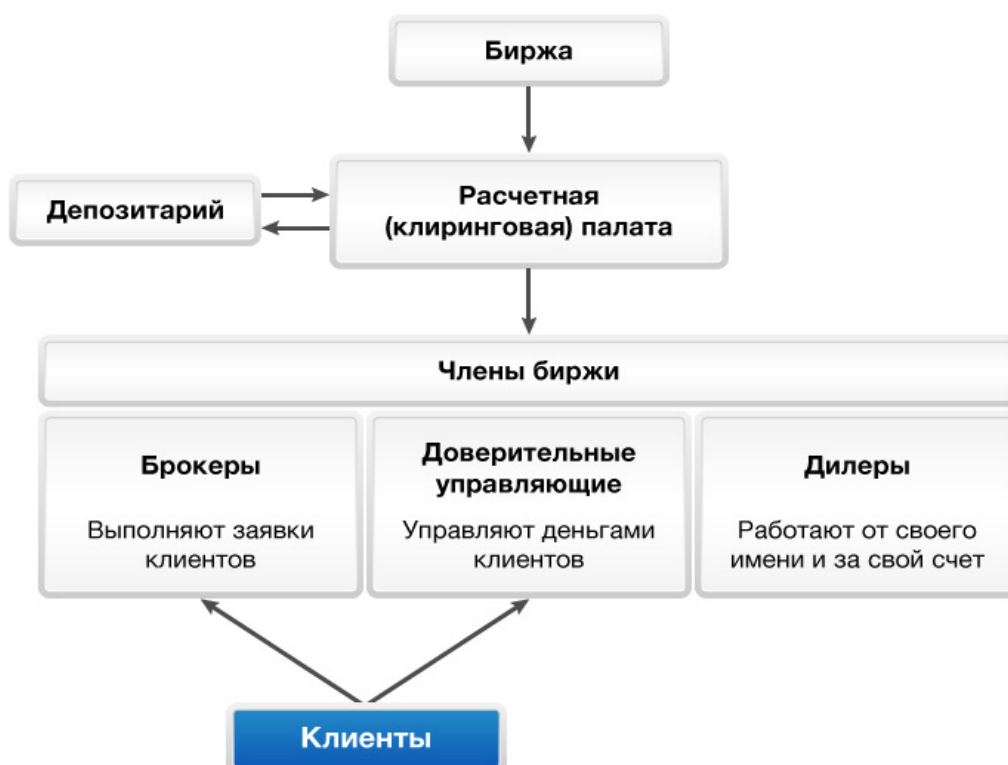 Биржа
Депозитарий
Расчетная
(клиринговая) палата
Члены биржи
Брокеры
Выполняют заявки
клиентов
Доверительные
управляющие
Управляют деньгами
клиентов
Дилеры
Работают от своего
имени и за свой счет
Клиенты